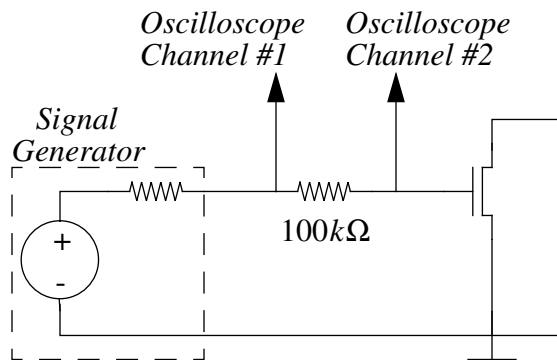 Oscilloscope
Channel #1
Oscilloscope
Channel #2
Signal
Generator
100kΩ
+
-